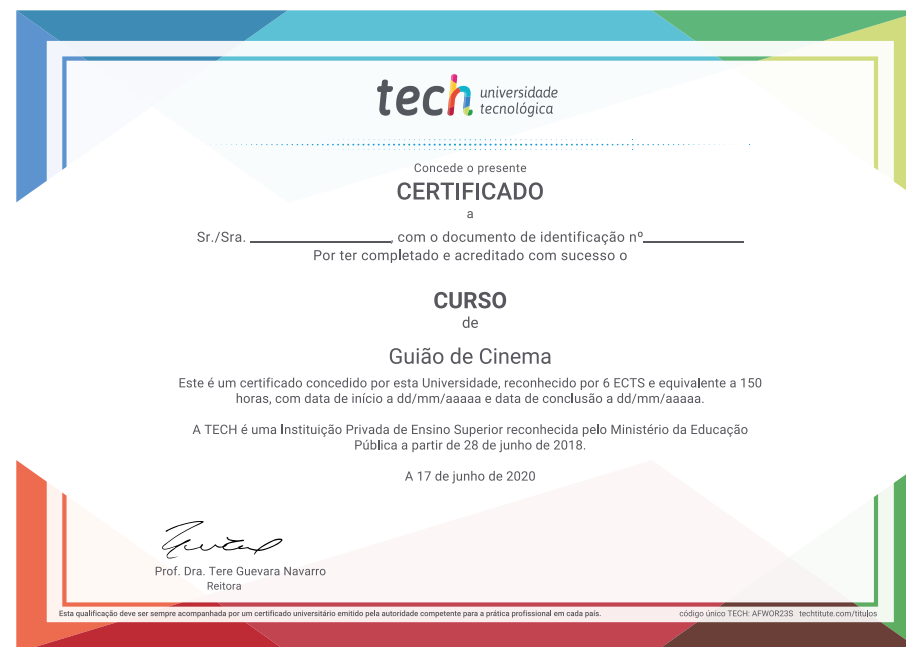 tech universidade
tecnológica
Concede o presente
CERTIFICADO
a
Sr./Sra. ____________________, com o documento de identificação nº______________
Por ter completado e acreditado com sucesso o
CURSO
de
Guião de Cinema
Este é um certificado concedido por esta Universidade, reconhecido por 6 ECTS e equivalente a 150
horas, com data de início a dd/mm/aaaaa e data de conclusão a dd/mm/aaaaa.
A TECH é uma Instituição Privada de Ensino Superior reconhecida pelo Ministério da Educação
Pública a partir de 28 de junho de 2018.
A 17 de junho de 2020
Prof. Dra. Tere Guevara Navarro
Reitora
Esta qualificação deve ser sempre acompanhada por um certificado universitário emitido pela autoridade competente para a prática profissional em cada país.
código único TECH: AFWOR23S techtitute.com/titulos